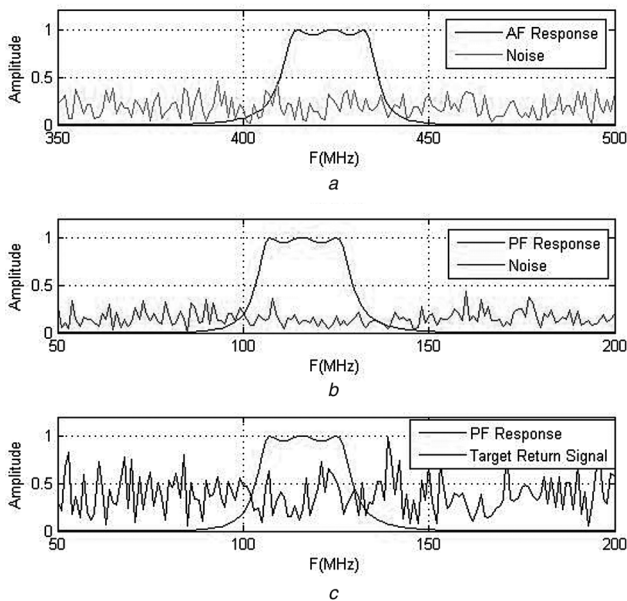 Amplitude
1
0.5
0
350
400
450
500
F(MHz)
AF Response
Noise
a
Amplitude
1
0.5
0
50
100
150
200
F(MHz)
PF Response
Noise
b
Amplitude
1
0.5
0
50
100
150
200
F(MHz)
PF Response
Target Return Signal
c